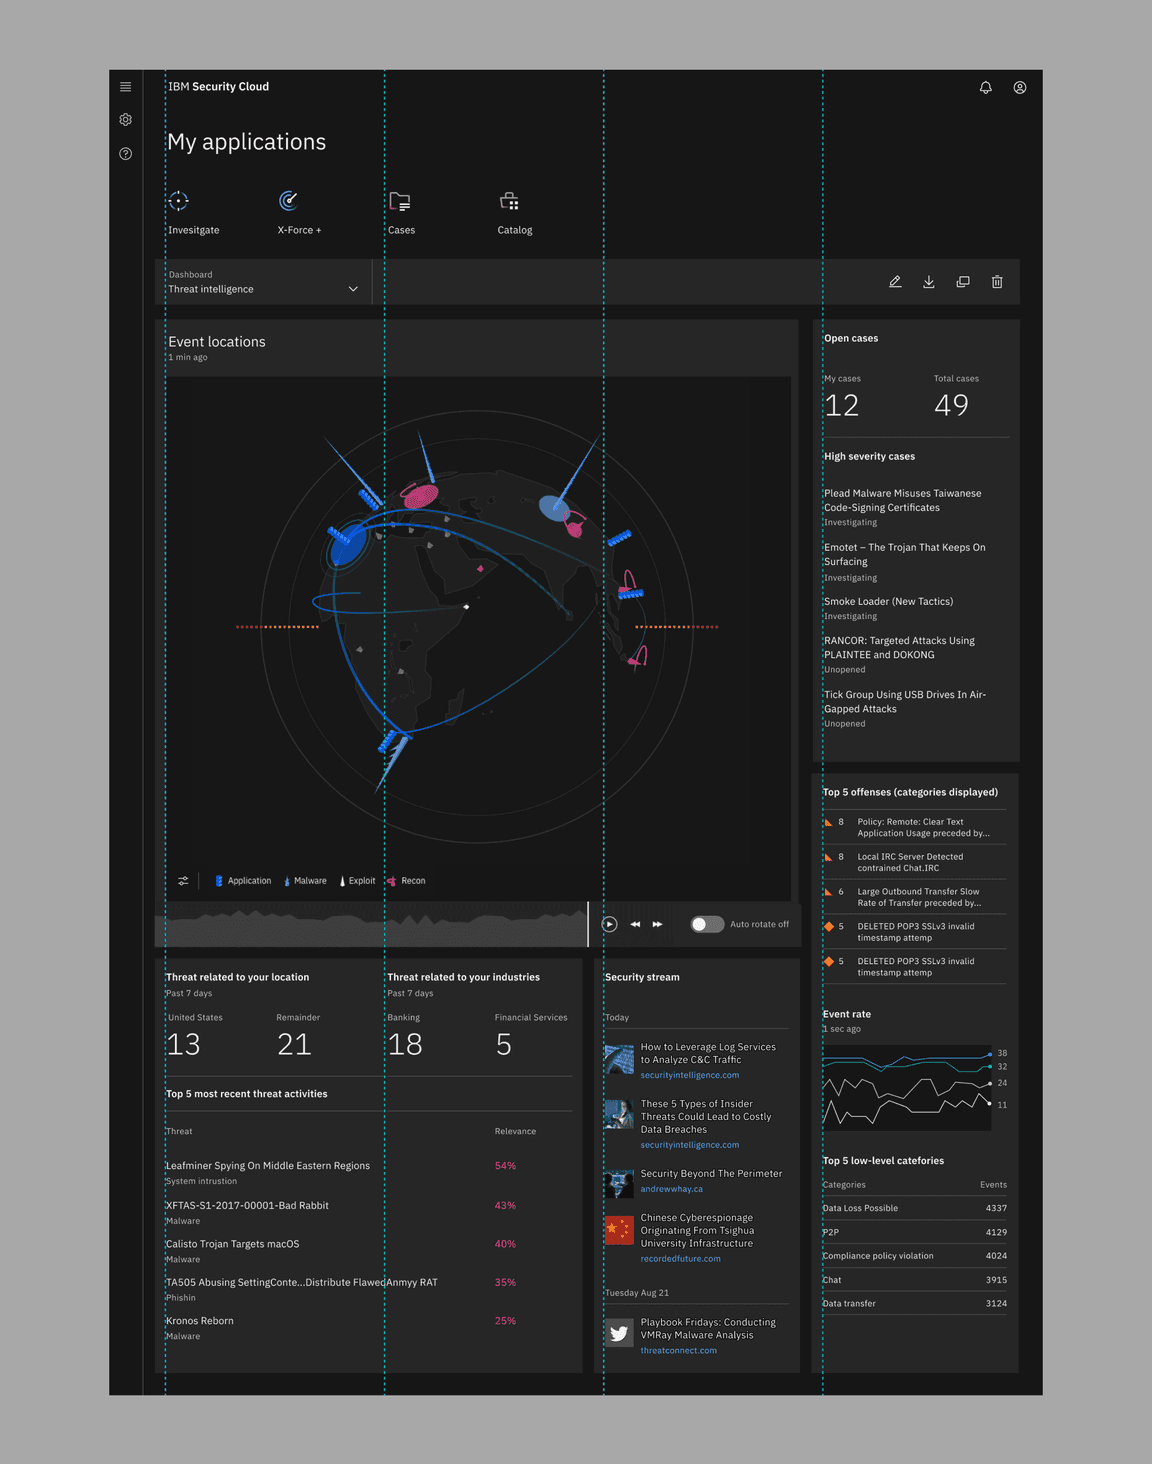 IBM Security Cloud
My applications
Invesitgate
X-Force +
Cases
Catalog
Dashboard
Threat intelligence
Event locations
1 min ago
Application
Malware
Exploit
Recon
Auto rotate off
Open cases
My cases
Total cases
12
49
High severity cases
Plead Malware Misuses Taiwanese
Code-Signing Certificates
Investigating
Emotet – The Trojan That Keeps On
Surfacing
Investigating
Smoke Loader (New Tactics)
Investigating
RANCOR: Targeted Attacks Using
PLAINTEE and DOKONG
Unopened
Tick Group Using USB Drives In Air-
Gapped Attacks
Unopened
Top 5 offenses (categories displayed)
8 Policy: Remote: Clear Text
Application Usage preceded by...
8 Local IRC Server Detected
contrained Chat.IRC
6 Large Outbound Transfer Slow
Rate of Transfer preceded by...
5 DELETED POP3 SSLv3 invalid
timestamp attemp
5 DELETED POP3 SSLv3 invalid
timestamp attemp
Event rate
1 sec ago
38
32
24
11
Top 5 low-level catefories
Categories Events
Data Loss Possible 4337
P2P 4129
Compliance policy violation 4024
Chat 3915
Data transfer 3124
Threat related to your location
Past 7 days
United States
Remainder
13
21
Threat related to your industries
Past 7 days
Banking
Financial Services
18
5
Top 5 most recent threat activities
Threat Relevance
Leafminer Spying On Middle Eastern Regions 54%
System intrustion
XFTAS-S1-2017-00001-Bad Rabbit 43%
Malware
Calisto Trojan Targets macOS 40%
Malware
TA505 Abusing SettingConte...Distribute Flawed Anmyy RAT 35%
Phishin
Kronos Reborn 25%
Malware
Security stream
Today
How to Leverage Log Services
to Analyze C&C Traffic
securityintelligence.com
These 5 Types of Insider
Threats Could Lead to Costly
Data Breaches
securityintelligence.com
Security Beyond The Perimeter
andrewwhay.ca
Chinese Cyberespionage
Originating From Tsighua
University Infrastructure
recordedfuture.com
Tuesday Aug 21
Playbook Fridays: Conducting
VMRay Malware Analysis
threatconnect.com